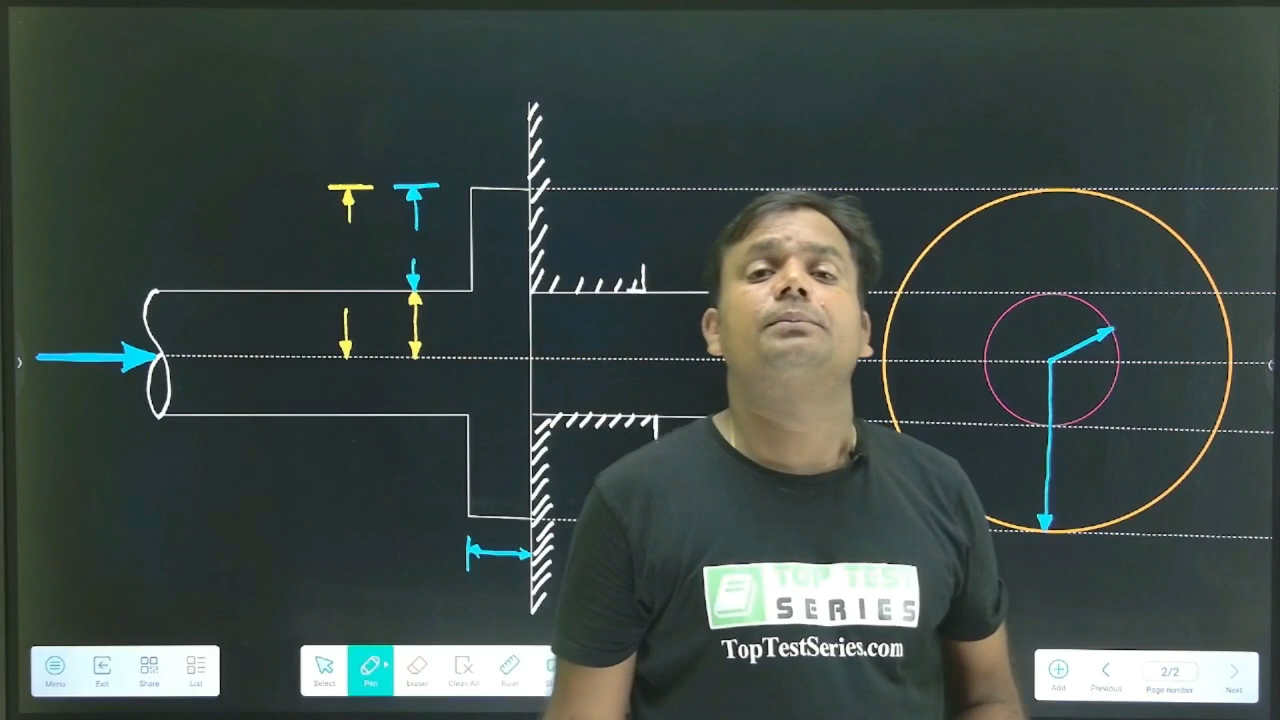 TOP TEST
SERIES
TopTestSeries.com
Menu
Exit
Share
List
Select
Pen
Eraser
Clean All
Ruler
Add
Previous
2/2
Page number
Next